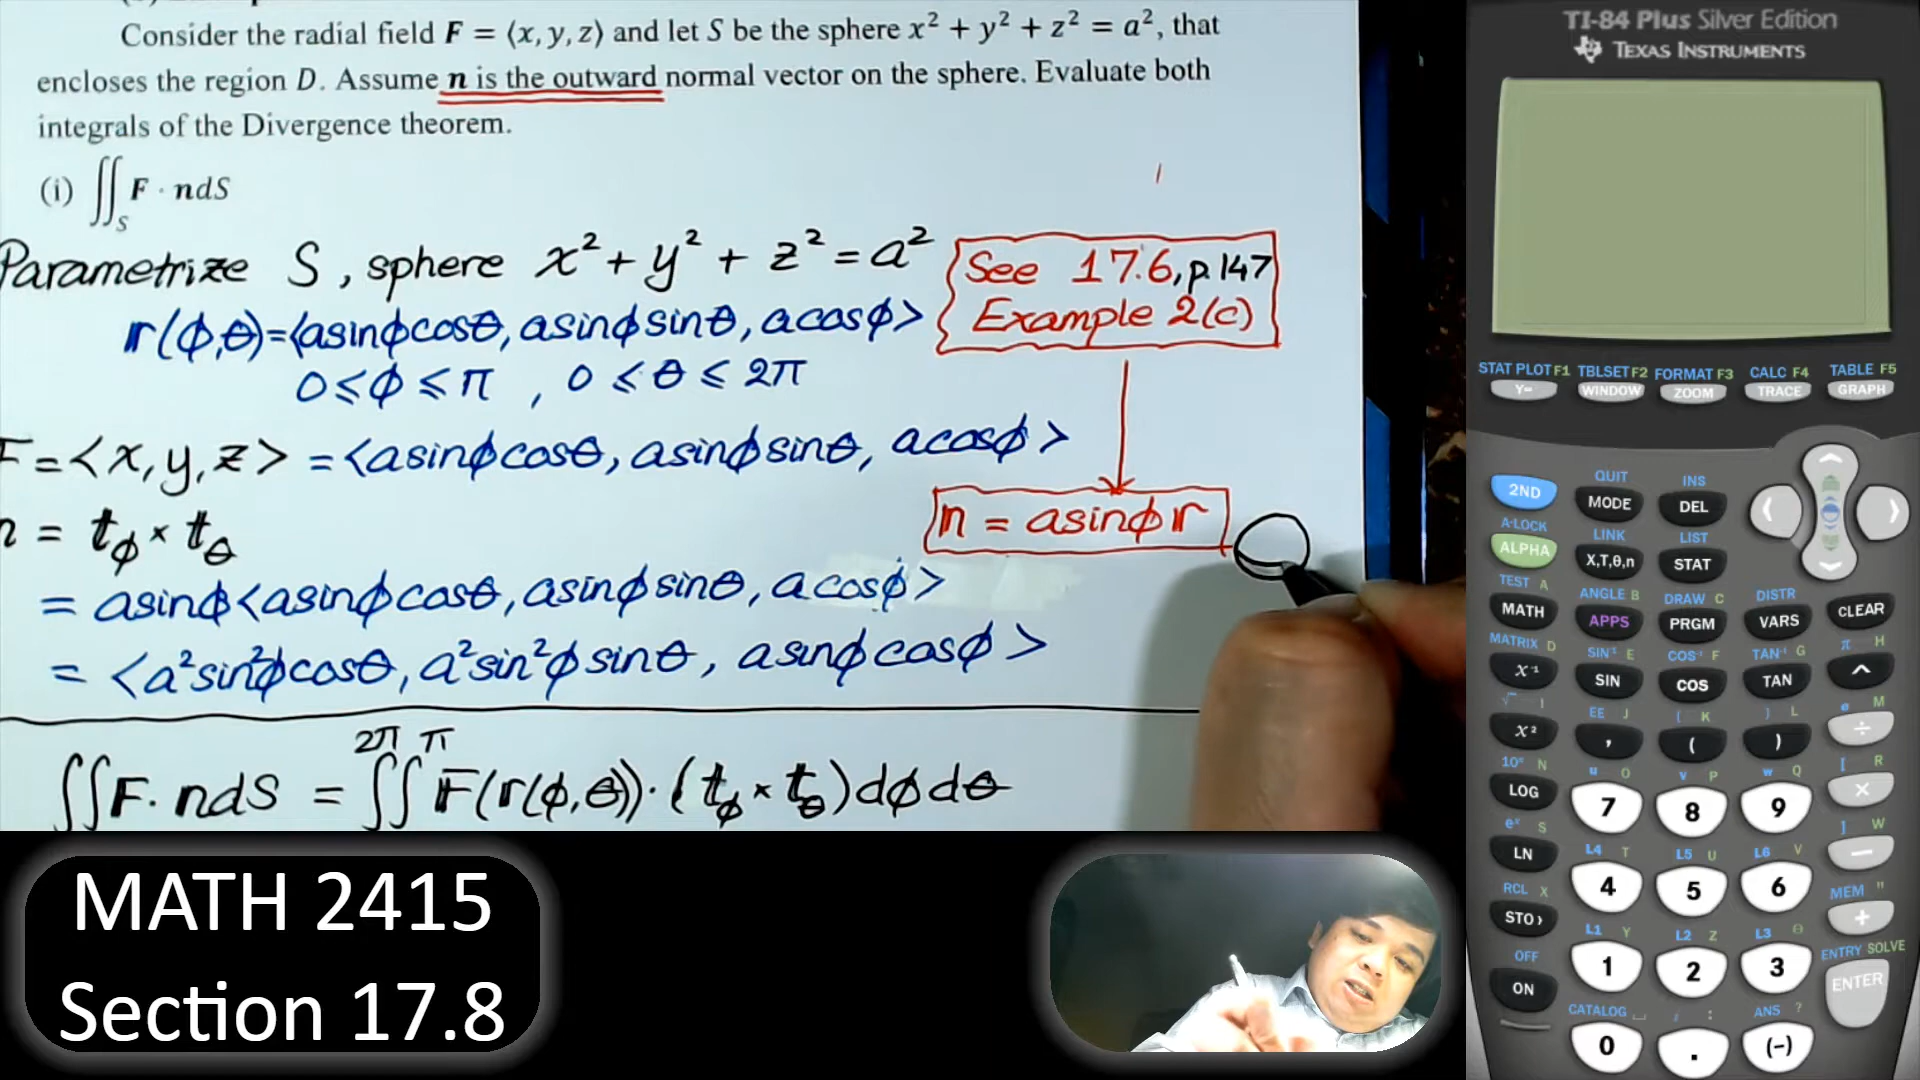 Consider the radial field F = ⟨x, y, z⟩ and let S be the sphere x² + y² + z² = a², that
encloses the region D. Assume n is the outward normal vector on the sphere. Evaluate both
integrals of the Divergence theorem.
(i) ∬_S F · ndS
Parametrize S, sphere x² + y² + z² = a²
See 17.6, p.147
Example 2(c)
r(ϕ,θ)=⟨asinϕcosθ, asinϕsinθ, acosϕ>
0≤ϕ≤π , 0≤θ≤2π
F=<x,y,z> =<asinϕcosθ, asinϕsinθ, acosϕ>
n = asinϕ r
n = tϕ × tθ
= asinϕ<asinϕcosθ, asinϕsinθ, acosϕ>
= <a²sin²ϕcosθ, a²sin²ϕsinθ, asinϕcosϕ>
2π π
∬F·ndS = ∬F(r(ϕ,θ))·(tϕ × tθ)dϕdθ
MATH 2415
Section 17.8
TI-84 Plus Silver Edition
TEXAS INSTRUMENTS
STAT PLOT F1 TBLSET F2 FORMAT F3 CALC F4 TABLE F5
Y= WINDOW ZOOM TRACE GRAPH
QUIT INS
2ND MODE DEL
A-LOCK LINK LIST
ALPHA X,T,θ,n STAT
TEST A ANGLE B DRAW C DISTR
MATH APPS PRGM VARS CLEAR
MATRIX D SIN⁻¹ E COS⁻¹ F TAN⁻¹ G π H
x⁻¹ SIN COS TAN ^
√ I EE J { K } L e M
x² , ( ) ÷
10ˣ N u O v P w Q [ R
LOG 7 8 9 ×
eˣ S L4 T L5 U L6 V ] W
LN 4 5 6 −
RCL X L1 Y L2 Z L3 θ MEM "
STO› 1 2 3 +
OFF CATALOG ␣ i : ANS ? ENTRY SOLVE
ON 0 . (-) ENTER